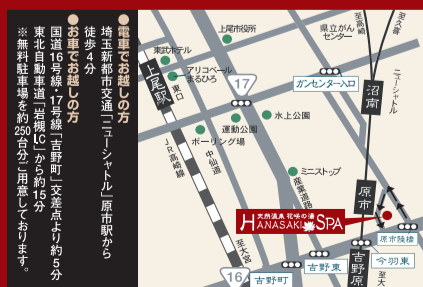 ●電車でお越しの方
埼玉新都市交通「ニューシャトル」原市駅から
徒歩4分
●お車でお越しの方
国道16号線・17号線「吉野町」交差点より約5分
東北自動車道「岩槻I.C」から約15分
※無料駐車場を約250台分ご用意しております。
上尾市役所
東武ホテル
アリコベール
まるひろ
上尾駅
東口
17
県立がん
センター
至高崎
至久喜
ガンセンター入口
沼南
ニューシャトル
水上公園
運動公園
ボーリング場
JR高崎線
中仙道
ミニストップ
産業道路
原市
天然温泉 花咲の湯
HANASAKI SPA
原市陸橋
至大宮
今羽東
吉野東
吉野町
16
吉野原
至大